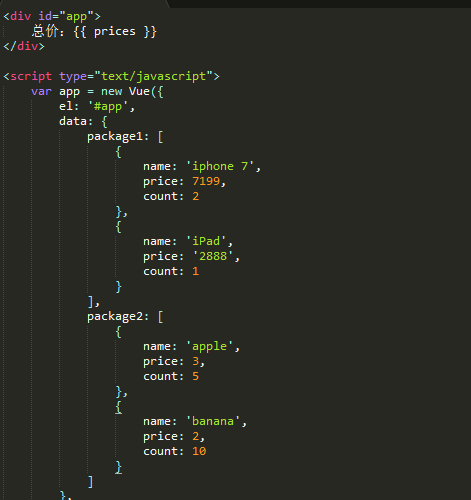 <div id="app">
    总价：{{ prices }}
</div>
<script type="text/javascript">
    var app = new Vue({
        el: '#app',
        data: {
            package1: [
                {
                    name: 'iphone 7',
                    price: 7199,
                    count: 2
                },
                {
                    name: 'iPad',
                    price: '2888',
                    count: 1
                }
            ],
            package2: [
                {
                    name: 'apple',
                    price: 3,
                    count: 5
                },
                {
                    name: 'banana',
                    price: 2,
                    count: 10
                }
            ]
        },